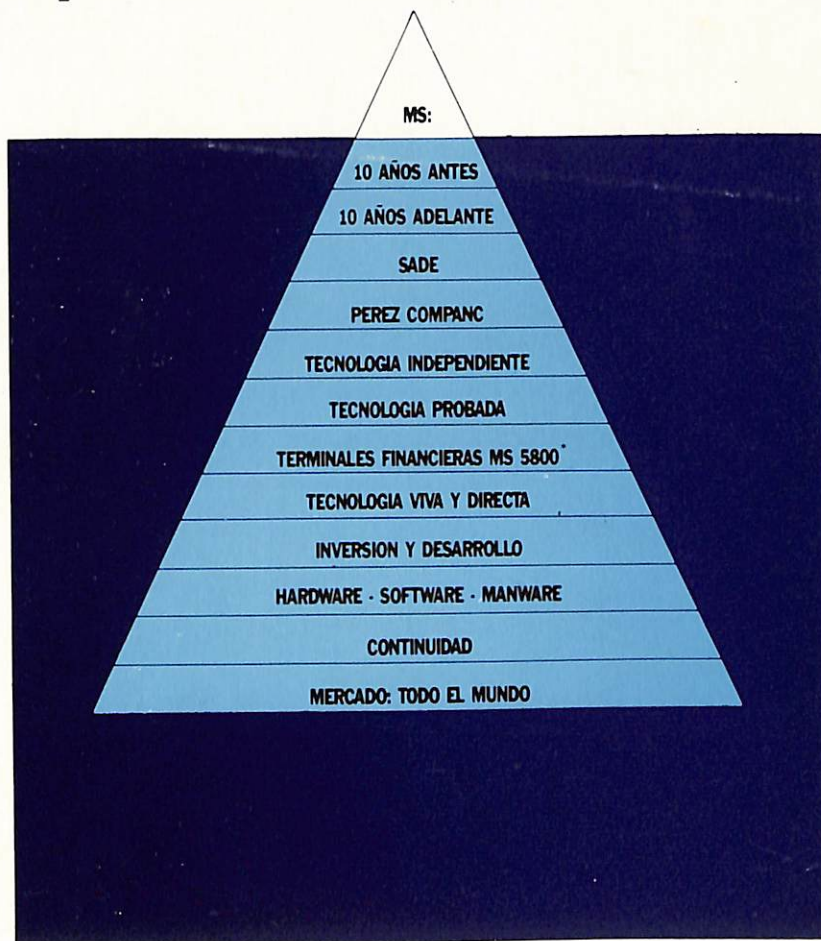 MS:
10 AÑOS ANTES
10 AÑOS ADELANTE
SADE
PEREZ COMPANC
TECNOLOGIA INDEPENDIENTE
TECNOLOGIA PROBADA
TERMINALES FINANCIERAS MS 5800*
TECNOLOGIA VIVA Y DIRECTA
INVERSION Y DESARROLLO
HARDWARE - SOFTWARE - MANWARE
CONTINUIDAD
MERCADO: TODO EL MUNDO